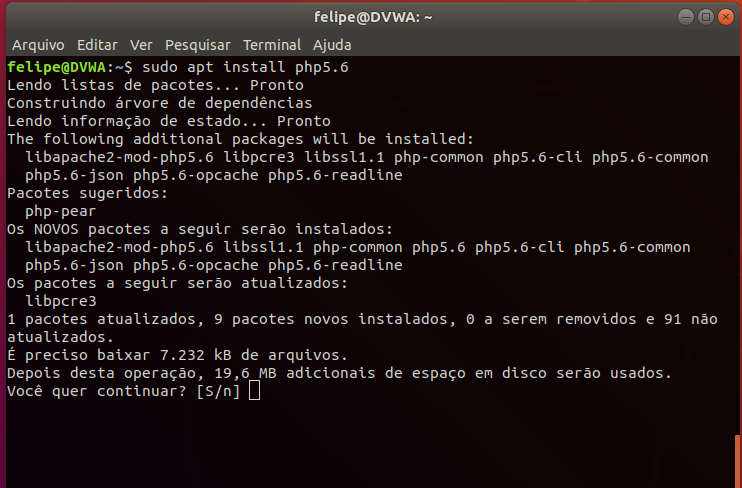 felipe@DVWA: ~
Arquivo Editar Ver Pesquisar Terminal Ajuda
felipe@DVWA:~$ sudo apt install php5.6
Lendo listas de pacotes... Pronto
Construindo árvore de dependências
Lendo informação de estado... Pronto
The following additional packages will be installed:
  libapache2-mod-php5.6 libpcre3 libssl1.1 php-common php5.6-cli php5.6-common
  php5.6-json php5.6-opcache php5.6-readline
Pacotes sugeridos:
  php-pear
Os NOVOS pacotes a seguir serão instalados:
  libapache2-mod-php5.6 libssl1.1 php-common php5.6 php5.6-cli php5.6-common
  php5.6-json php5.6-opcache php5.6-readline
Os pacotes a seguir serão atualizados:
  libpcre3
1 pacotes atualizados, 9 pacotes novos instalados, 0 a serem removidos e 91 não
atualizados.
É preciso baixar 7.232 kB de arquivos.
Depois desta operação, 19,6 MB adicionais de espaço em disco serão usados.
Você quer continuar? [S/n]